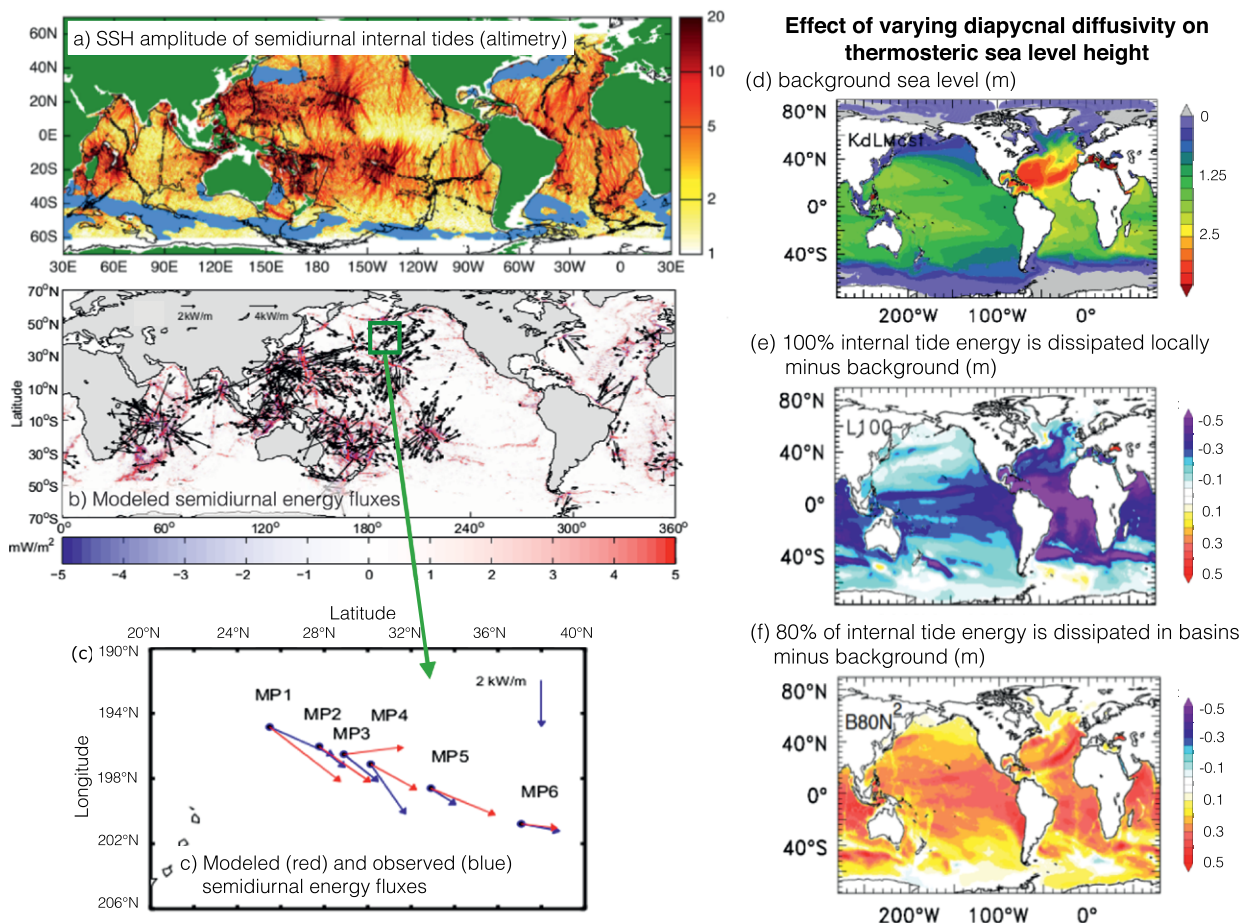 a) SSH amplitude of semidiurnal internal tides (altimetry)
60N
40N
20N
0E
20S
40S
60S
30E 60E 90E 120E 150E 180 150W 120W 90W 60W 30W 0 30E
20
10
5
2
1
70°N
50°N
30°N
10°N
10°S
30°S
50°S
70°S
Latitude
2kW/m
4kW/m
b) Modeled semidiurnal energy fluxes
0 60° 120° 180° 240° 300° 360°
mW/m²
−5 −4 −3 −2 −1 0 1 2 3 4 5
Latitude
20°N 24°N 28°N 32°N 36°N 40°N
(c)
190°N
194°N
198°N
202°N
206°N
Longitude
2 kW/m
MP1
MP2
MP3
MP4
MP5
MP6
c) Modeled (red) and observed (blue)
semidiurnal energy fluxes
Effect of varying diapycnal diffusivity on
thermosteric sea level height
(d) background sea level (m)
KdLMcsf
80°N
40°N
0°
40°S
200°W 100°W 0°
0
1.25
2.5
(e) 100% internal tide energy is dissipated locally
minus background (m)
L100
80°N
40°N
0°
40°S
200°W 100°W 0°
-0.5
-0.3
-0.1
0.1
0.3
0.5
(f) 80% of internal tide energy is dissipated in basins
minus background (m)
B80N²
80°N
40°N
0°
40°S
200°W 100°W 0°
-0.5
-0.3
-0.1
0.1
0.3
0.5